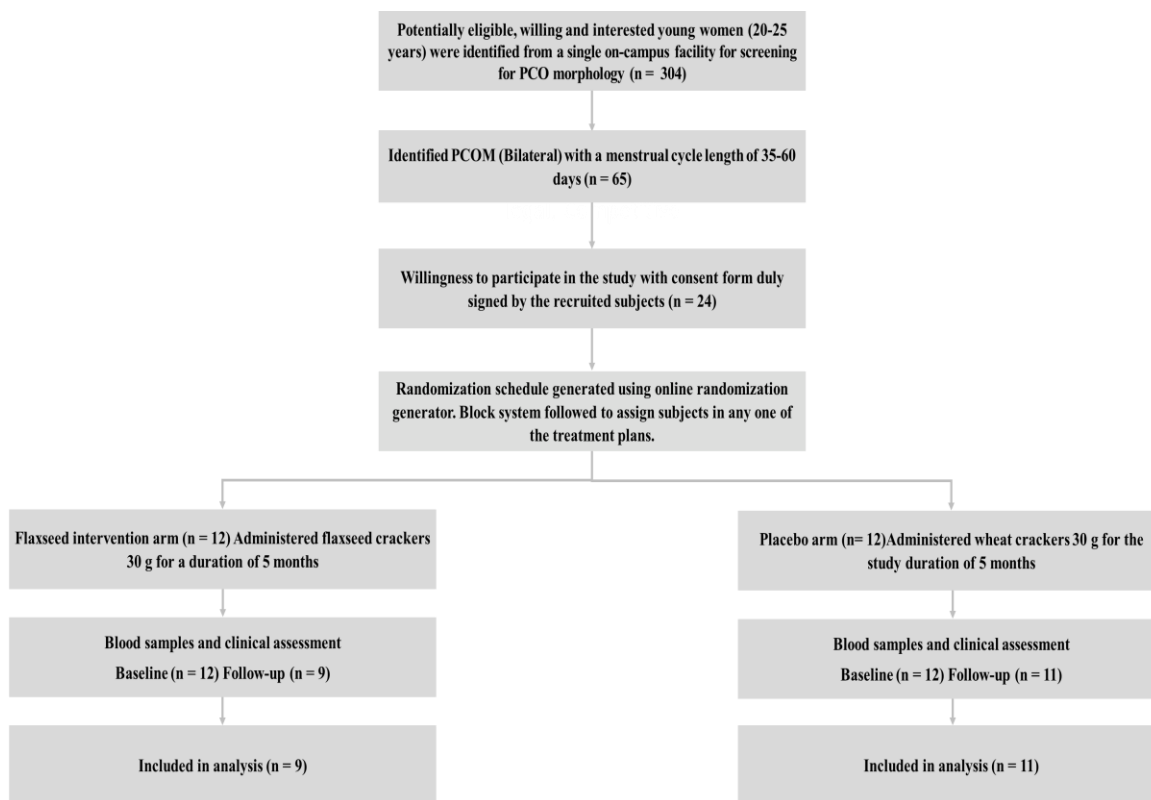 Potentially eligible, willing and interested young women (20-25
years) were identified from a single on-campus facility for screening
for PCO morphology (n = 304)
Identified PCOM (Bilateral) with a menstrual cycle length of 35-60
days (n = 65)
Willingness to participate in the study with consent form duly
signed by the recruited subjects (n = 24)
Randomization schedule generated using online randomization
generator. Block system followed to assign subjects in any one of
the treatment plans.
Flaxseed intervention arm (n = 12) Administered flaxseed crackers
30 g for a duration of 5 months
Blood samples and clinical assessment
Baseline (n = 12) Follow-up (n = 9)
Included in analysis (n = 9)
Placebo arm (n= 12)Administered wheat crackers 30 g for the
study duration of 5 months
Blood samples and clinical assessment
Baseline (n = 12) Follow-up (n = 11)
Included in analysis (n = 11)